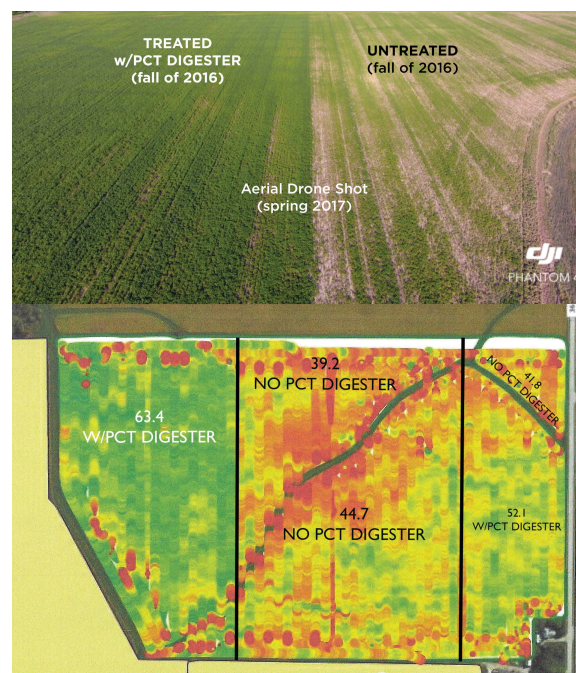 TREATED
w/PCT DIGESTER
(fall of 2016)
UNTREATED
(fall of 2016)
Aerial Drone Shot
(spring 2017)
dji
PHANTOM 4
39.2
NO PCT DIGESTER
63.4
W/PCT DIGESTER
41.8
NO PCT DIGESTER
44.7
NO PCT DIGESTER
52.1
W/PCT DIGESTER